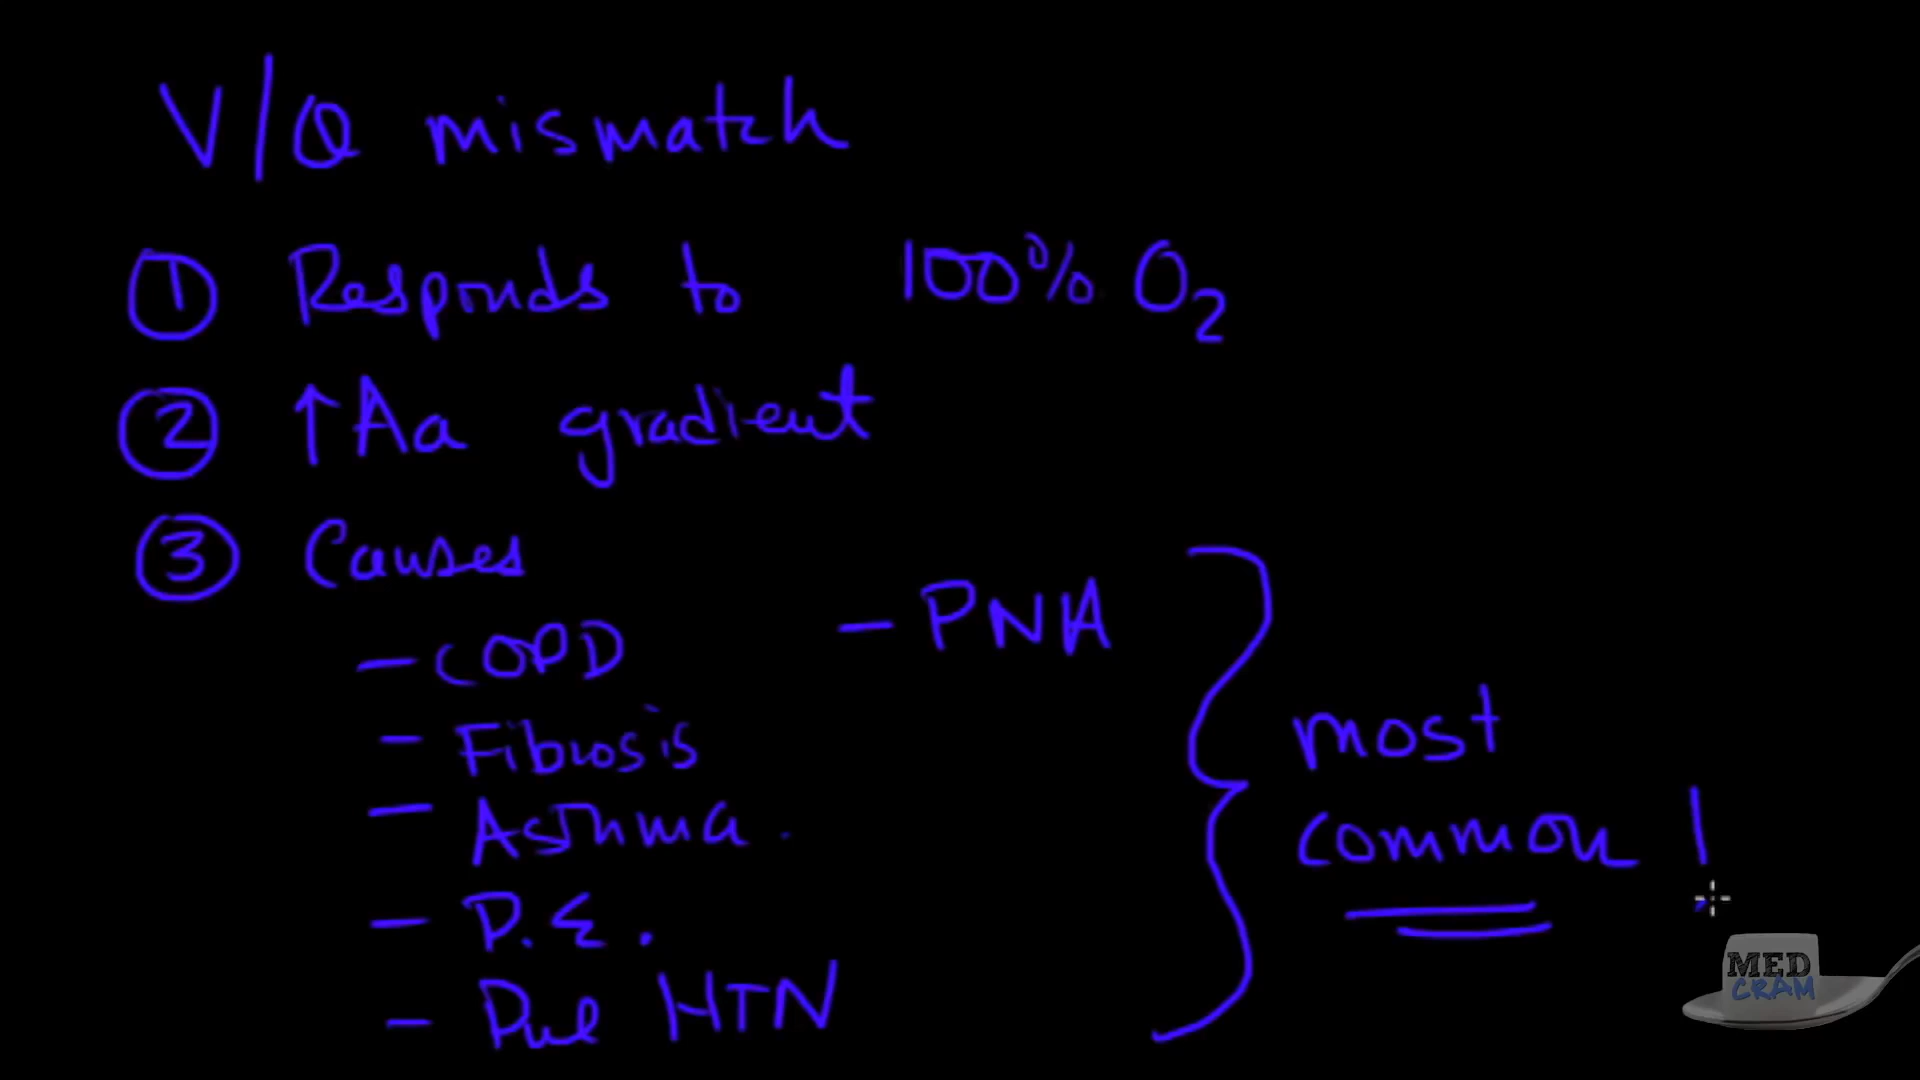 V/Q mismatch
① Responds to 100% O₂
② ↑Aa gradient
③ Causes
- COPD
- Fibrosis
- Asthma.
- P.E.
- Pul HTN
- PNA
most
common !
MED
CRAM